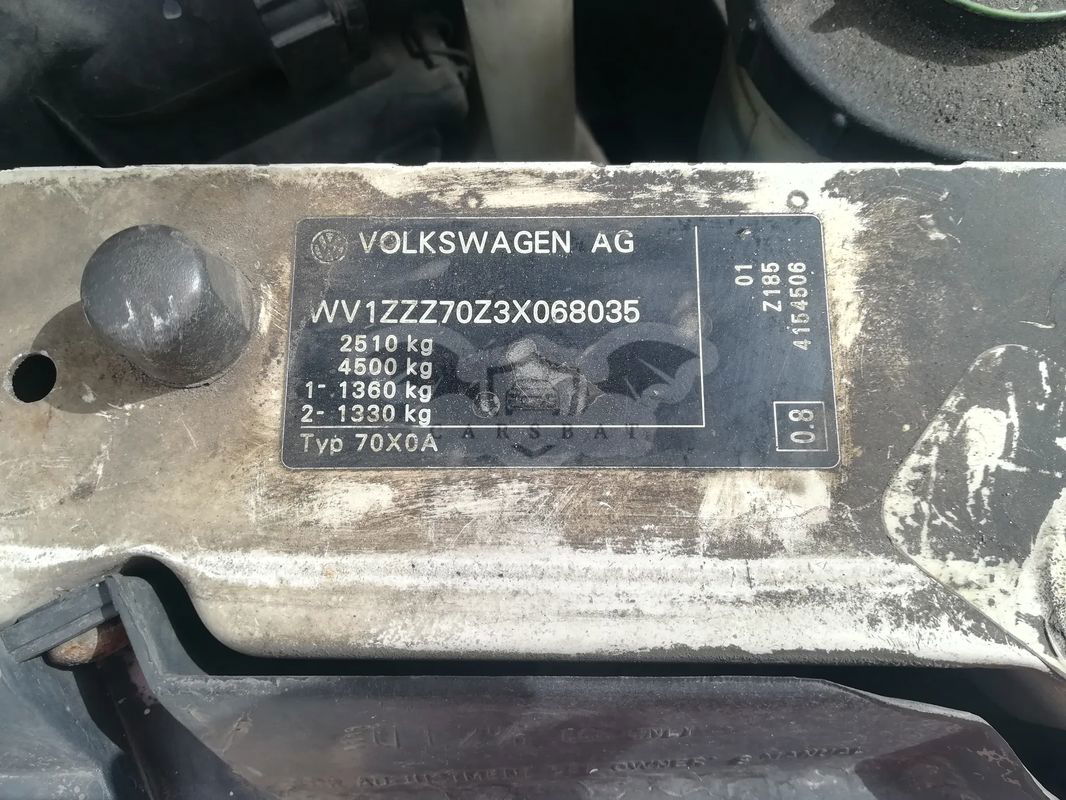 VOLKSWAGEN AG
WV1ZZZ70Z3X068035
2510 kg
4500 kg
1- 1360 kg
2- 1330 kg
Typ 70X0A
01
Z185
4154506
0.8
CARSBAT